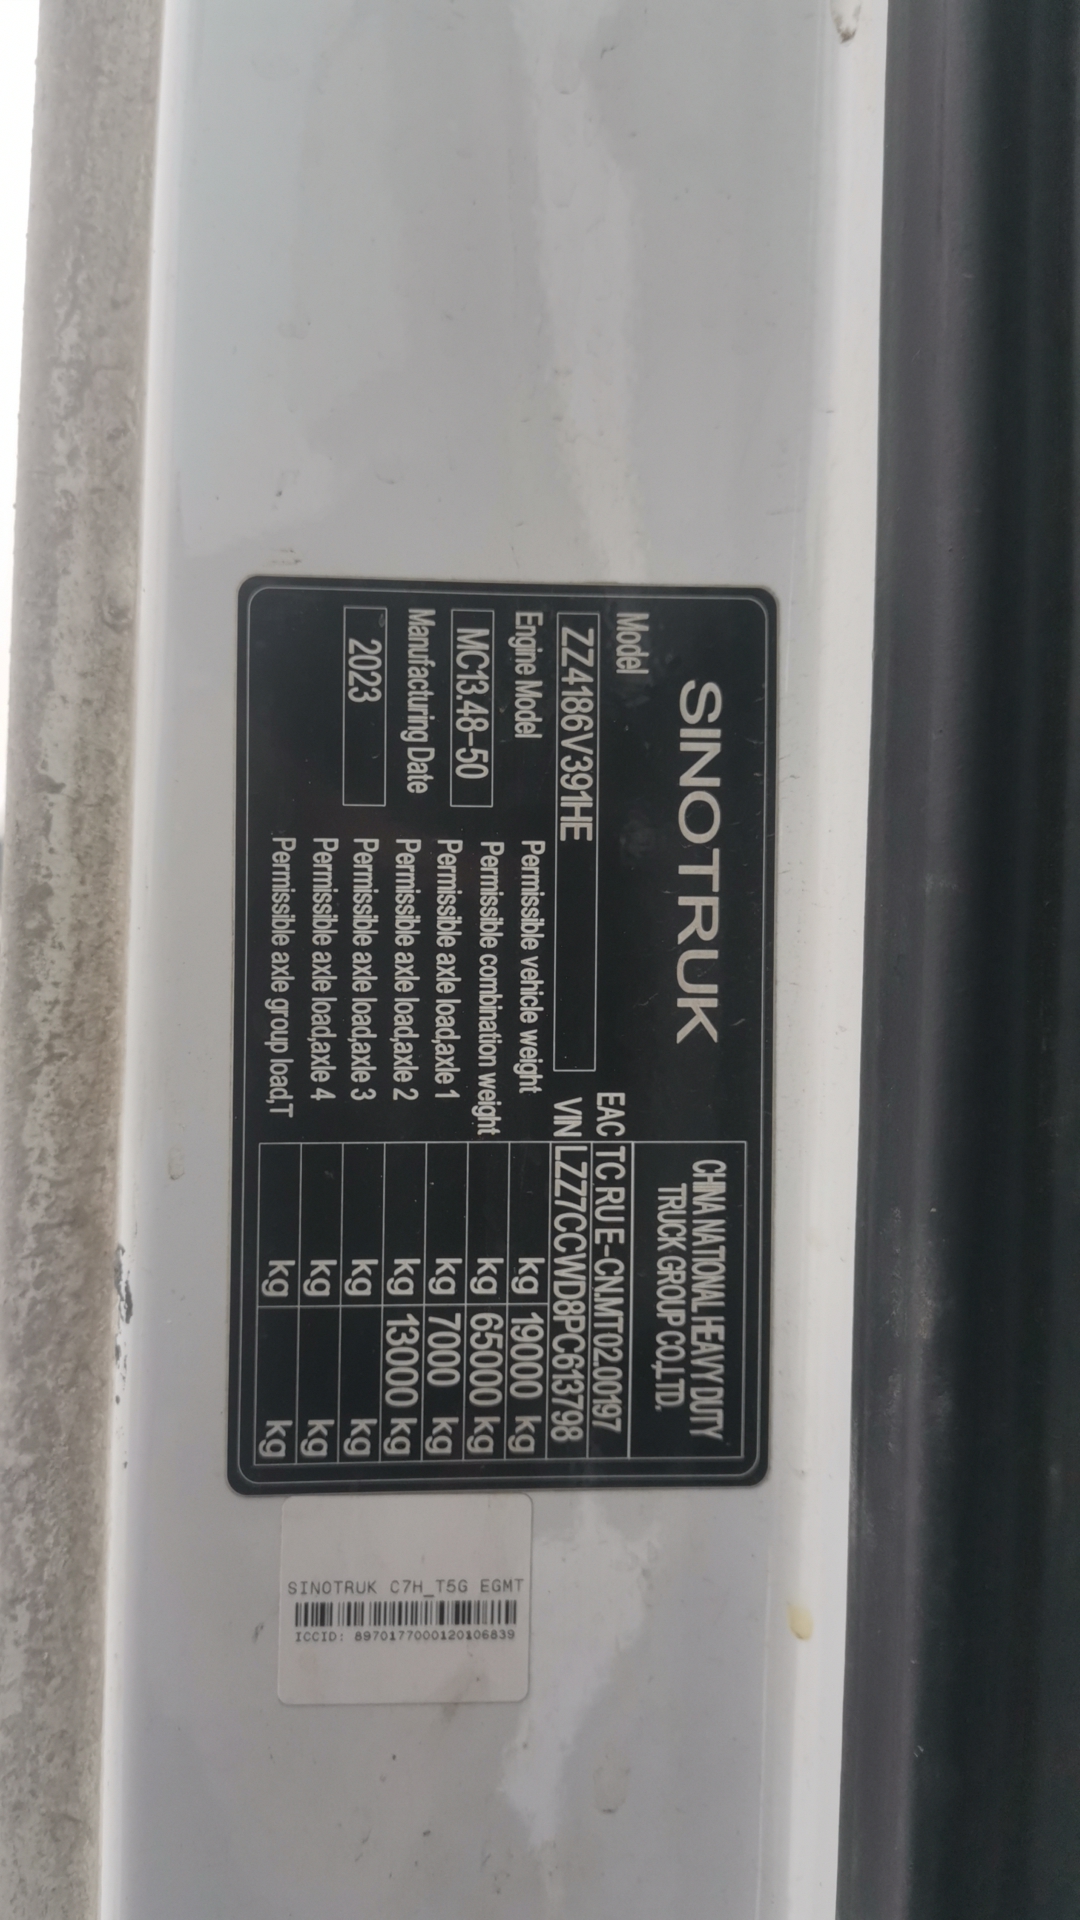 SINOTRUK
CHINA NATIONAL HEAVY DUTY
TRUCK GROUP CO.,LTD.
Model
EAC TC RU E-CN.MT02.00197
ZZ4186V391HE
VIN LZZ7CCWD8PC613798
Engine Model
Permissible vehicle weight kg 19000 kg
MC13.48-50
Permissible combination weight kg 65000 kg
Permissible axle load,axle 1 kg 7000 kg
Manufacturing Date
Permissible axle load,axle 2 kg 13000 kg
2023
Permissible axle load,axle 3 kg kg
Permissible axle load,axle 4 kg kg
Permissible axle group load,T kg kg
SINOTRUK C7H_T5G EGMT
ICCID: 8970177000120106839